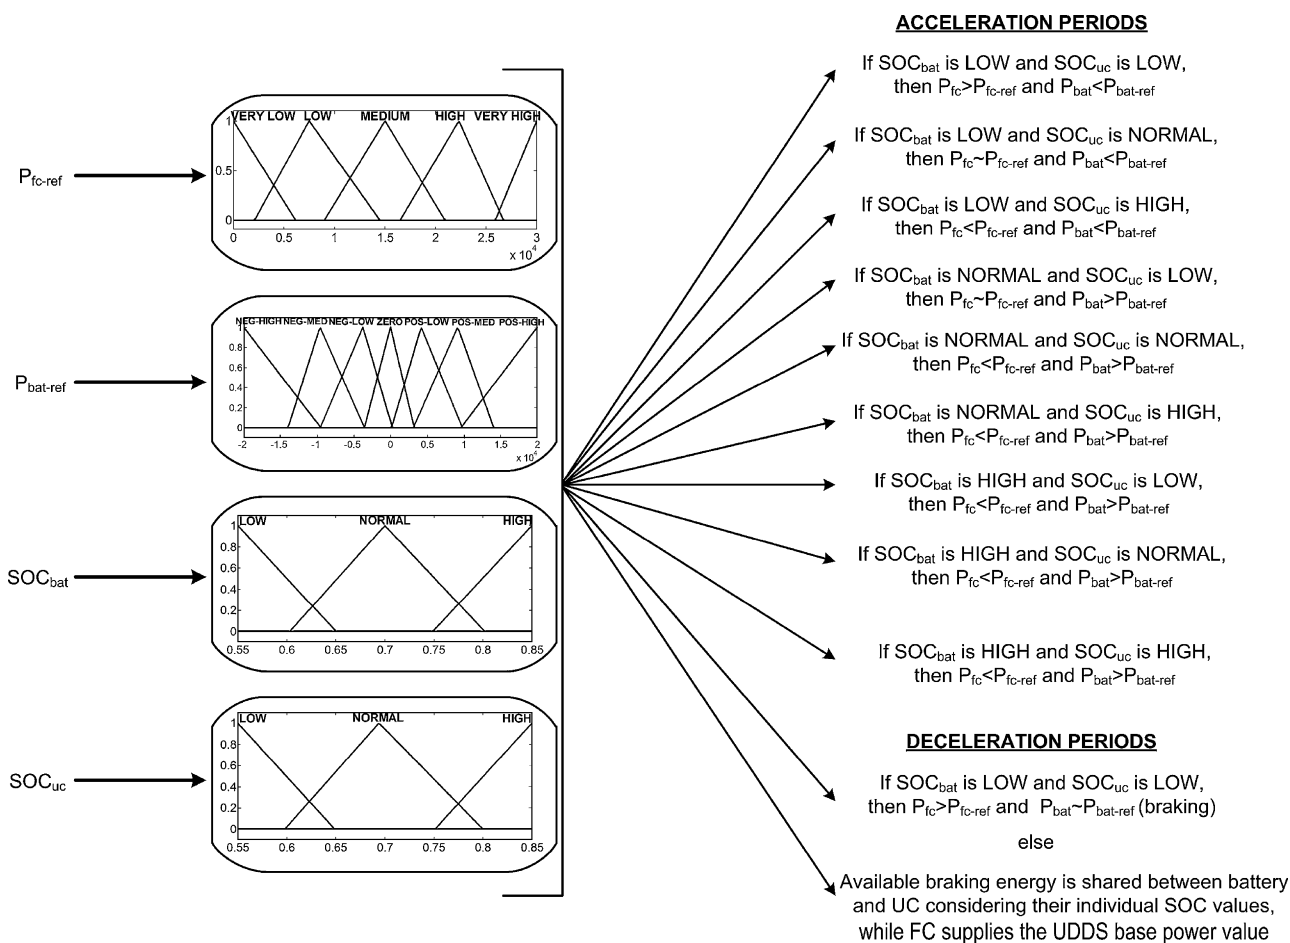 ACCELERATION PERIODS
If SOCbat is LOW and SOCuc is LOW,
then Pfc>Pfc-ref and Pbat<Pbat-ref
If SOCbat is LOW and SOCuc is NORMAL,
then Pfc~Pfc-ref and Pbat<Pbat-ref
If SOCbat is LOW and SOCuc is HIGH,
then Pfc<Pfc-ref and Pbat<Pbat-ref
If SOCbat is NORMAL and SOCuc is LOW,
then Pfc~Pfc-ref and Pbat>Pbat-ref
If SOCbat is NORMAL and SOCuc is NORMAL,
then Pfc<Pfc-ref and Pbat>Pbat-ref
If SOCbat is NORMAL and SOCuc is HIGH,
then Pfc<Pfc-ref and Pbat>Pbat-ref
If SOCbat is HIGH and SOCuc is LOW,
then Pfc<Pfc-ref and Pbat>Pbat-ref
If SOCbat is HIGH and SOCuc is NORMAL,
then Pfc<Pfc-ref and Pbat>Pbat-ref
If SOCbat is HIGH and SOCuc is HIGH,
then Pfc<Pfc-ref and Pbat>Pbat-ref
DECELERATION PERIODS
If SOCbat is LOW and SOCuc is LOW,
then Pfc>Pfc-ref and Pbat~Pbat-ref (braking)
else
Available braking energy is shared between battery
and UC considering their individual SOC values,
while FC supplies the UDDS base power value
Pfc-ref
VERY LOW LOW MEDIUM HIGH VERY HIGH
1
0.5
0
0 0.5 1 1.5 2 2.5 3
x 10^4
Pbat-ref
NEG-HIGH NEG-MED NEG-LOW ZERO POS-LOW POS-MED POS-HIGH
1
0.8
0.6
0.4
0.2
0
-2 -1.5 -1 -0.5 0 0.5 1 1.5 2
x 10^4
SOCbat
LOW NORMAL HIGH
1
0.8
0.6
0.4
0.2
0
0.55 0.6 0.65 0.7 0.75 0.8 0.85
SOCuc
LOW NORMAL HIGH
1
0.8
0.6
0.4
0.2
0
0.55 0.6 0.65 0.7 0.75 0.8 0.85